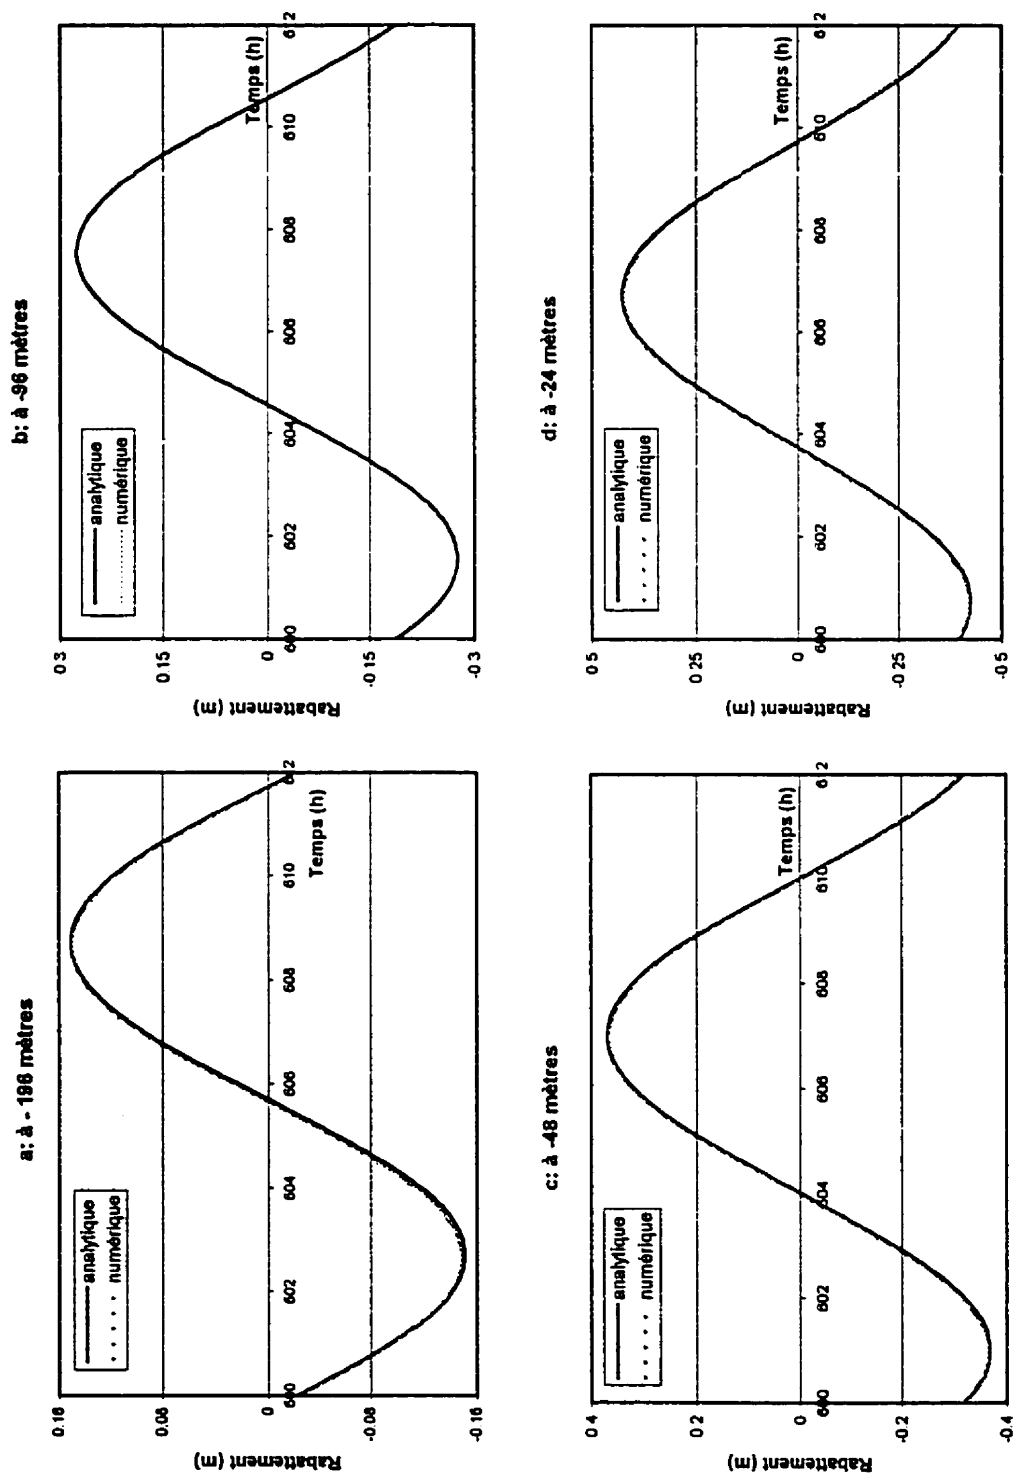 a: à - 196 mètres
analytique
numérique
Rabattement (m)
0.16
0.08
0
-0.08
-0.16
600
602
604
606
608
610
612
Temps (h)
b: à -96 mètres
analytique
numérique
Rabattement (m)
0.3
0.15
0
-0.15
-0.3
600
602
604
606
608
610
612
Temps (h)
c: à -48 mètres
analytique
numérique
Rabattement (m)
0.4
0.2
0
-0.2
-0.4
600
602
604
606
608
610
612
Temps (h)
d: à -24 mètres
analytique
numérique
Rabattement (m)
0.5
0.25
0
-0.25
-0.5
600
602
604
606
608
610
612
Temps (h)